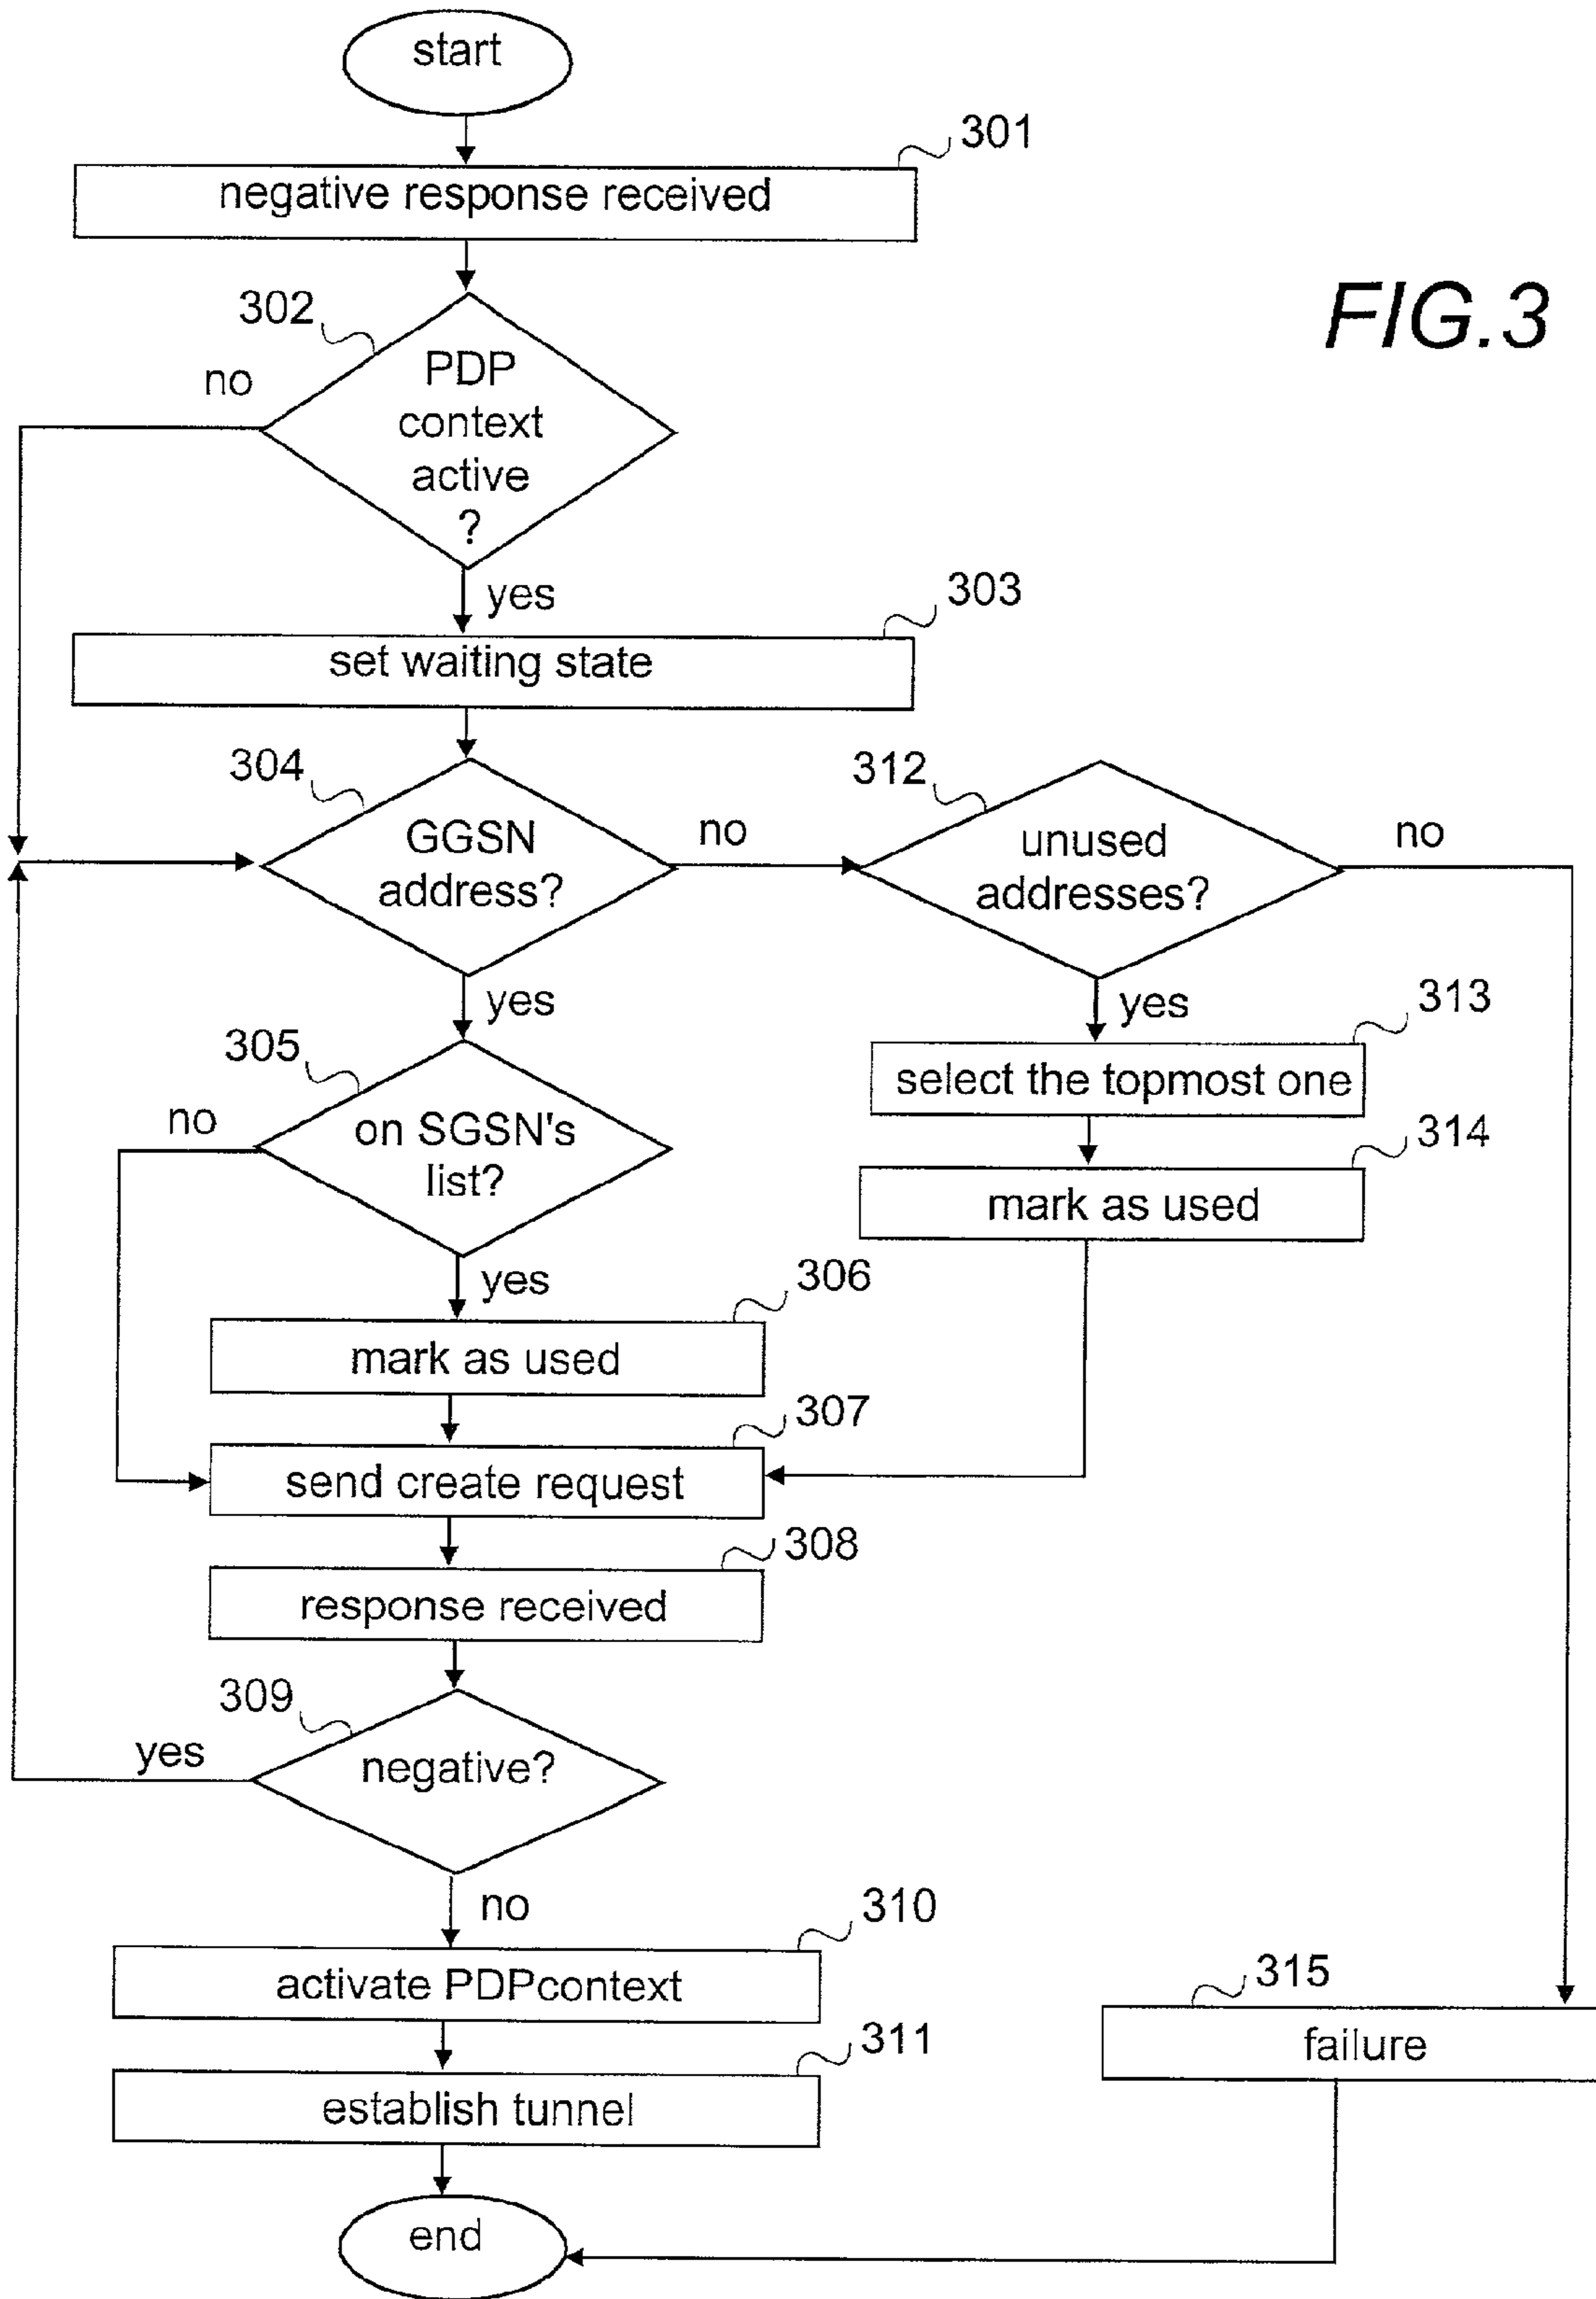 start
301
negative response received
FIG.3
302
no
PDP
context
active
?
yes
303
set waiting state
304
GGSN
address?
no
312
unused
addresses?
no
yes
305
no
on SGSN's
list?
yes
313
select the topmost one
314
mark as used
yes
306
mark as used
307
send create request
308
response received
309
yes
negative?
no
310
activate PDPcontext
311
establish tunnel
315
failure
end